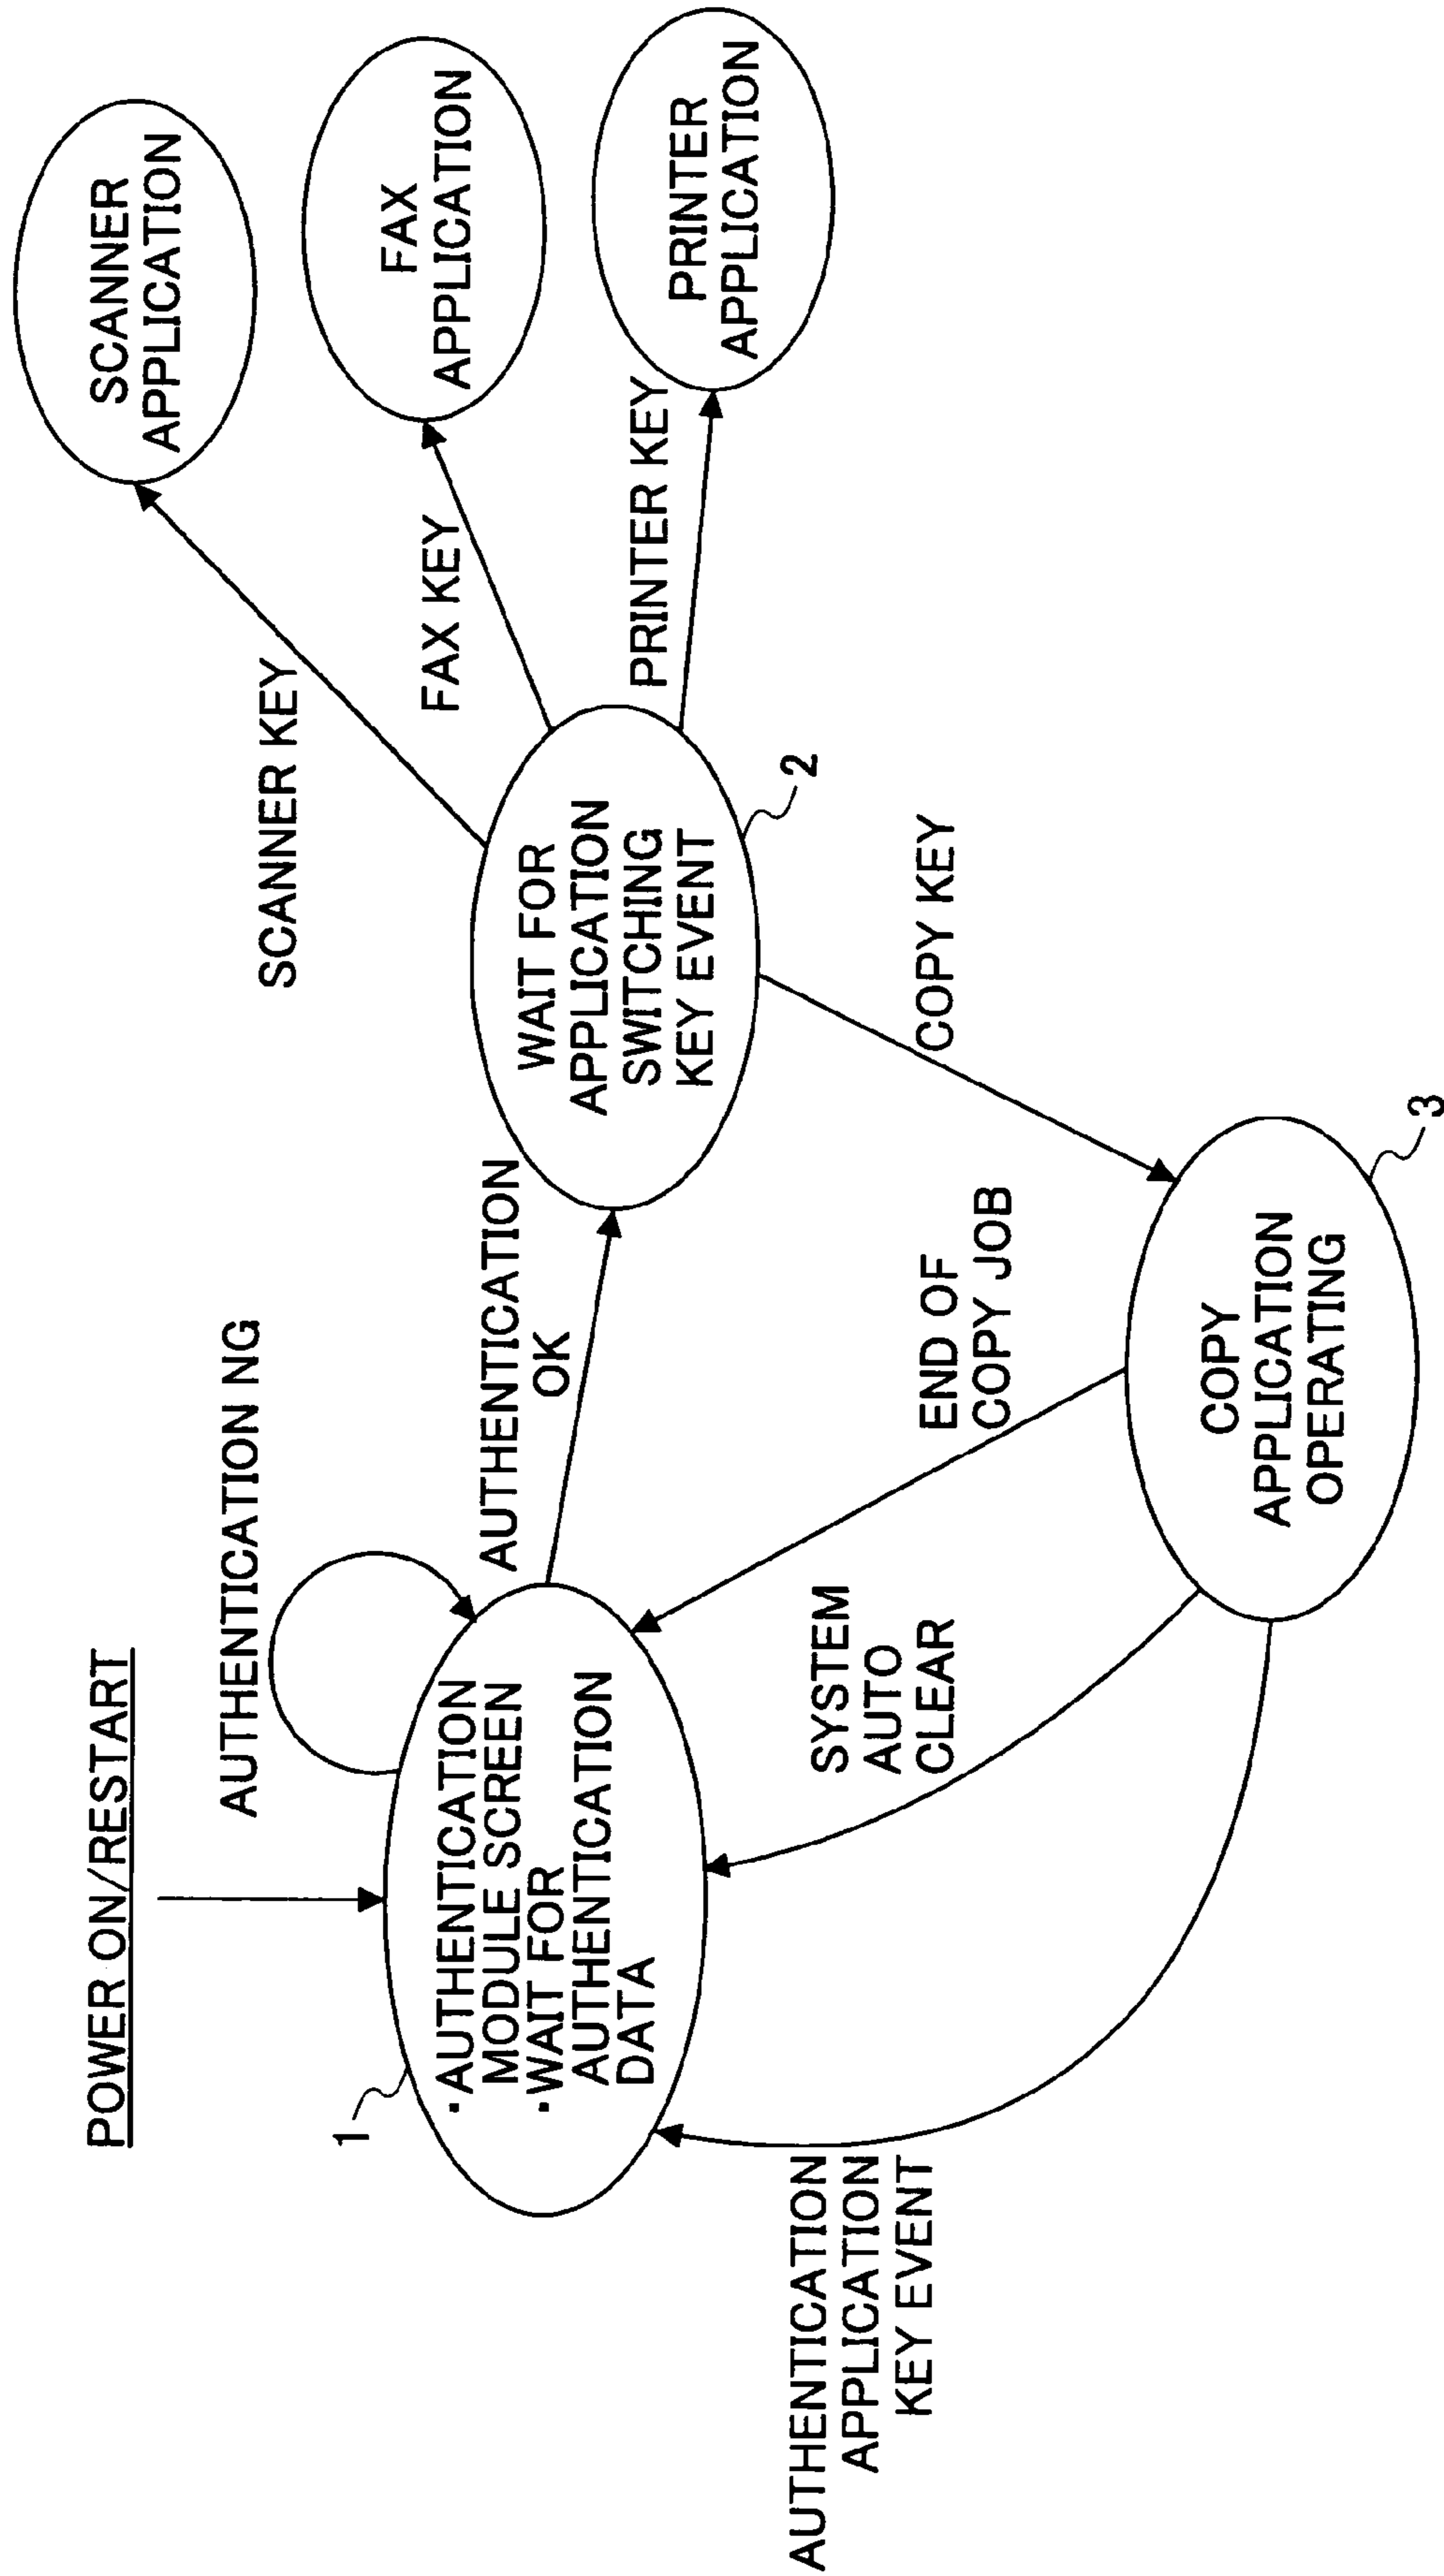 POWER ON/RESTART
AUTHENTICATION NG
1
·AUTHENTICATION
MODULE SCREEN
·WAIT FOR
AUTHENTICATION
DATA
AUTHENTICATION
OK
WAIT FOR
APPLICATION
SWITCHING
KEY EVENT
2
SCANNER KEY
SCANNER
APPLICATION
FAX KEY
FAX
APPLICATION
PRINTER KEY
PRINTER
APPLICATION
COPY KEY
END OF
COPY JOB
SYSTEM
AUTO
CLEAR
AUTHENTICATION
APPLICATION
KEY EVENT
COPY
APPLICATION
OPERATING
3